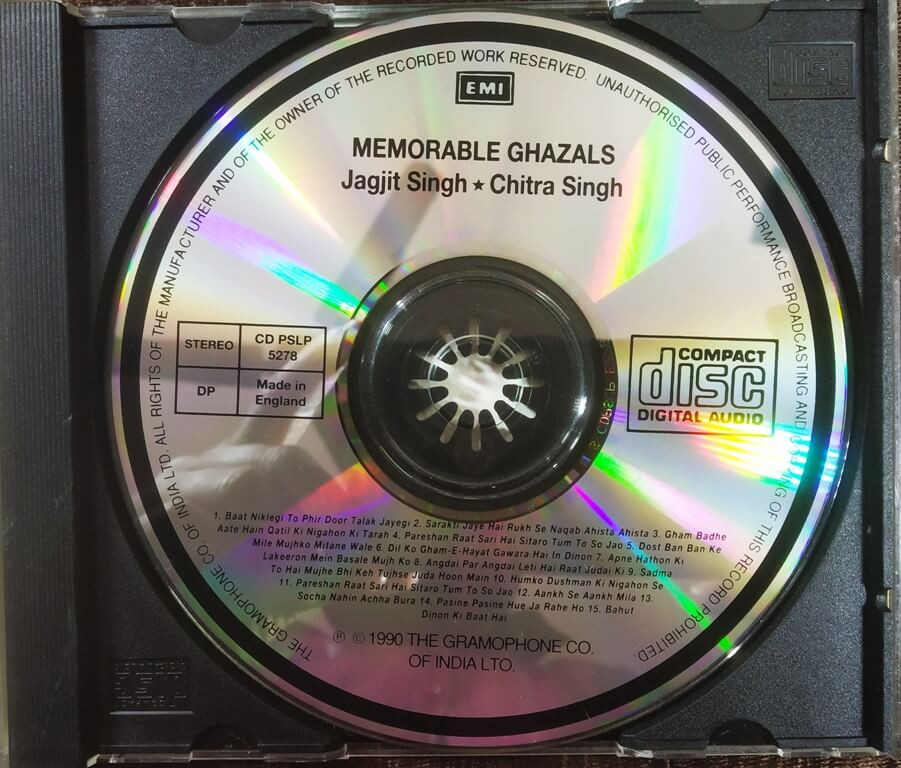 THE GRAMOPHONE CO. OF INDIA LTD. ALL RIGHTS OF THE MANUFACTURER AND OF THE OWNER OF THE RECORDED WORK RESERVED. UNAUTHORISED PUBLIC PERFORMANCE BROADCASTING AND COPYING OF THIS RECORD PROHIBITED
EMI
MEMORABLE GHAZALS
Jagjit Singh ★ Chitra Singh
STEREO
CD PSLP
5278
DP
Made in
England
COMPACT
disc
DIGITAL AUDIO
1. Baat Niklegi To Phir Door Talak Jayegi 2. Sarakti Jaye Hai Rukh Se Naqab Ahista Ahista 3. Gham Badhe
Aate Hain Qatil Ki Nigahon Ki Tarah 4. Pareshan Raat Sari Hai Sitaro Tum To So Jao 5. Dost Ban Ban Ke
Mile Mujhko Mitane Wale 6. Dil Ko Gham-E-Hayat Gawara Hai In Dinon 7. Apne Hathon Ki
Lakeeron Mein Basale Mujh Ko 8. Angdai Par Angdai Leti Hai Raat Judai Ki 9. Sadma
To Hai Mujhe Bhi Keh Tujhse Juda Hoon Main 10. Humko Dushman Ki Nigahon Se
11. Pareshan Raat Sari Hai Sitaro Tum To So Jao 12. Aankh Se Aankh Mila 13.
Socha Nahin Achha Bura 14. Pasine Pasine Hue Ja Rahe Ho 15. Bahut
Dinon Ki Baat Hai
℗ © 1990 THE GRAMOPHONE CO.
OF INDIA LTO.